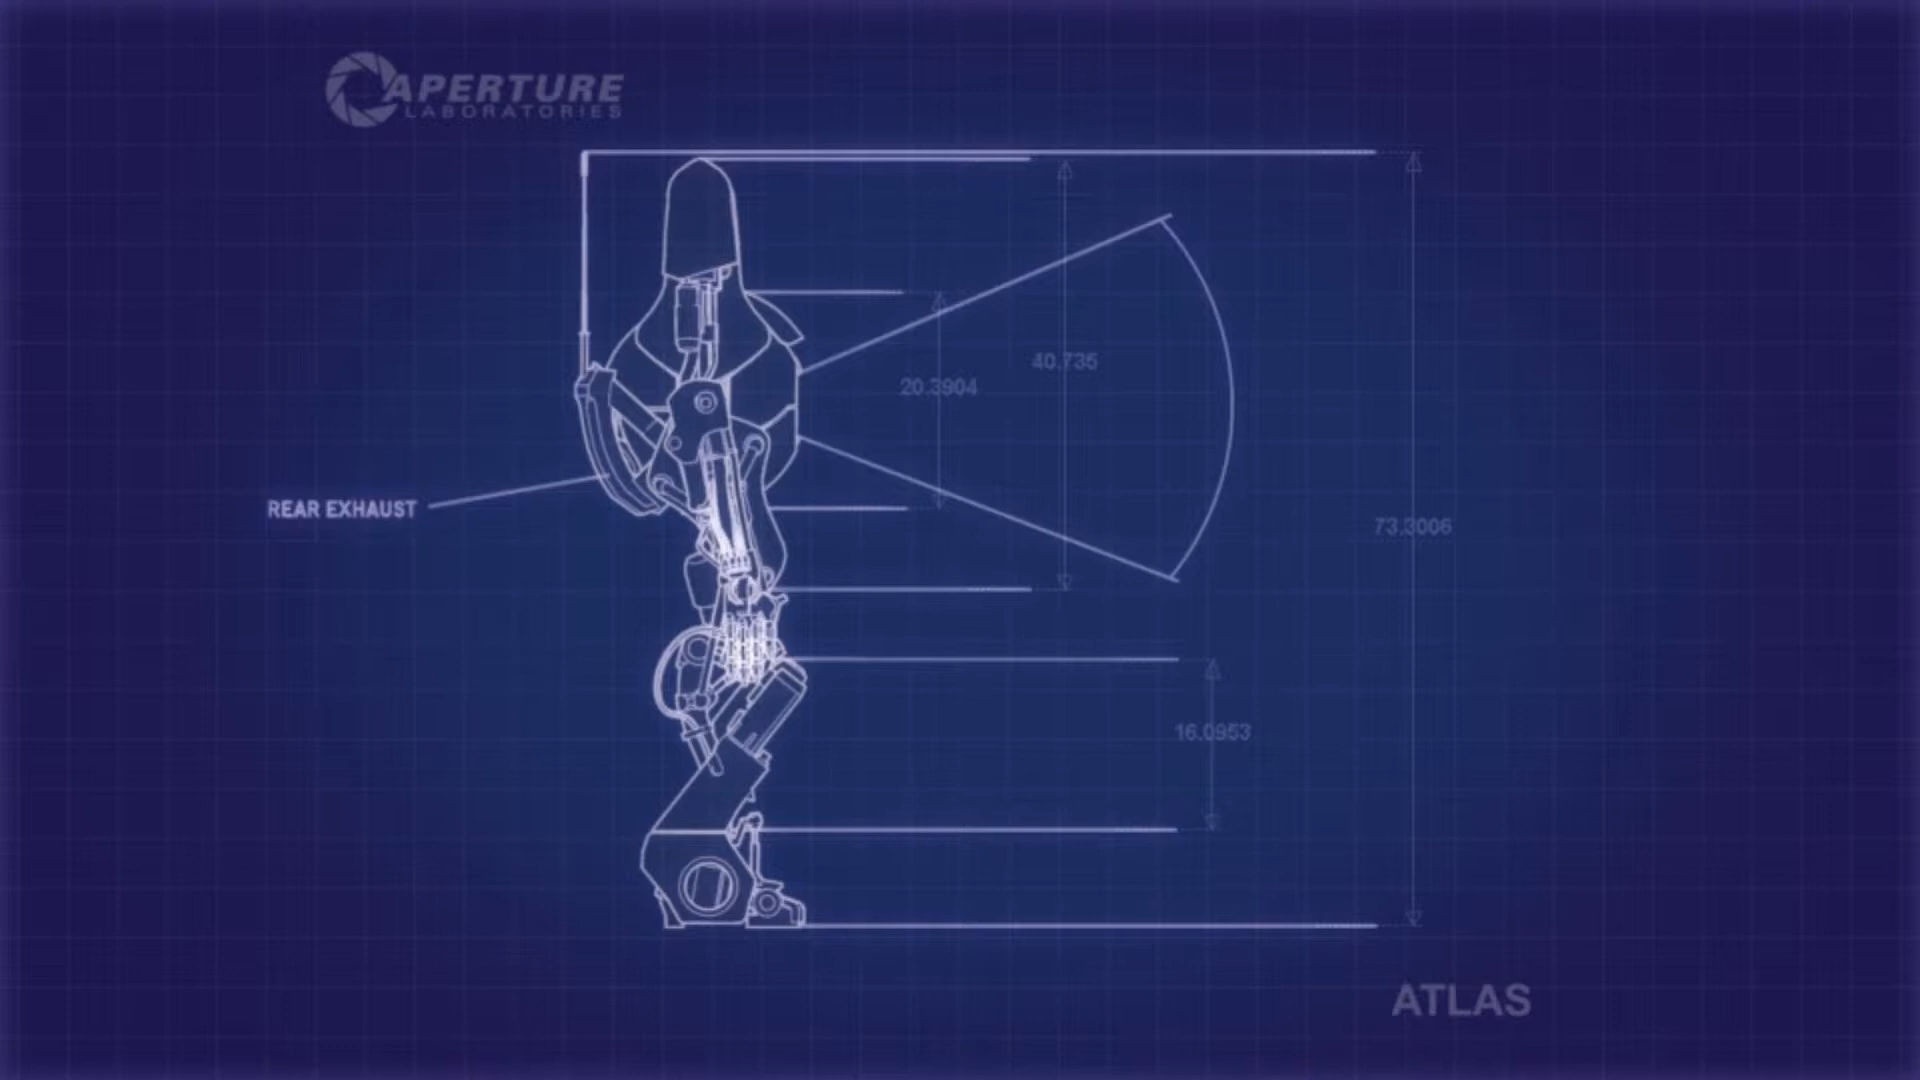 APERTURE
LABORATORIES
40.735
20.3904
REAR EXHAUST
73.3006
16.0953
ATLAS